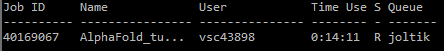 Job ID Name User Time Use S Queue
----------- ---------------- --------------- -------- - -----
40169067 AlphaFold_tu... vsc43898 0:14:11 R joltik